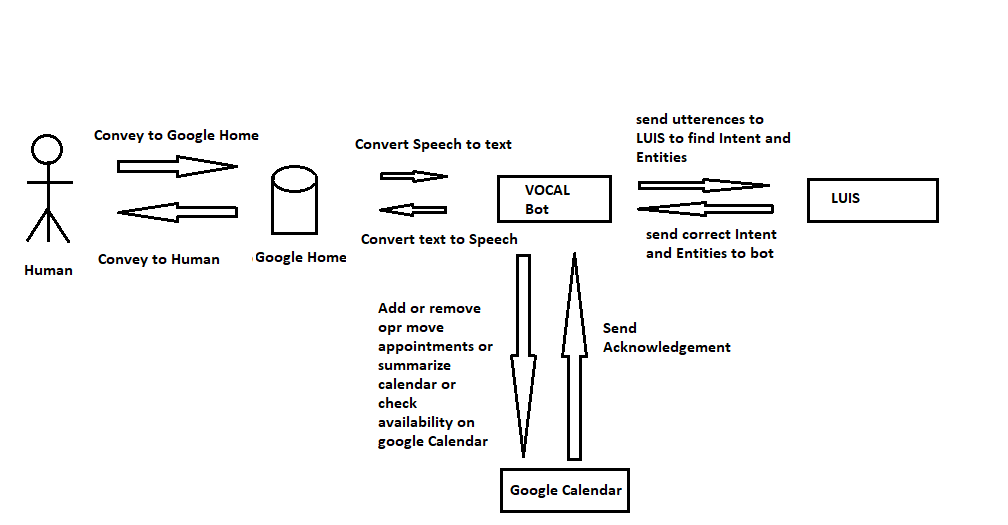 Convey to Google Home
Human
Convey to Human
Google Home
Convert Speech to text
Convert text to Speech
VOCAL
Bot
send utterences to
LUIS to find Intent and
Entities
LUIS
send correct Intent
and Entities to bot
Add or remove
opr move
appointments or
summarize
calendar or
check
availability on
google Calendar
Send
Acknowledgement
Google Calendar